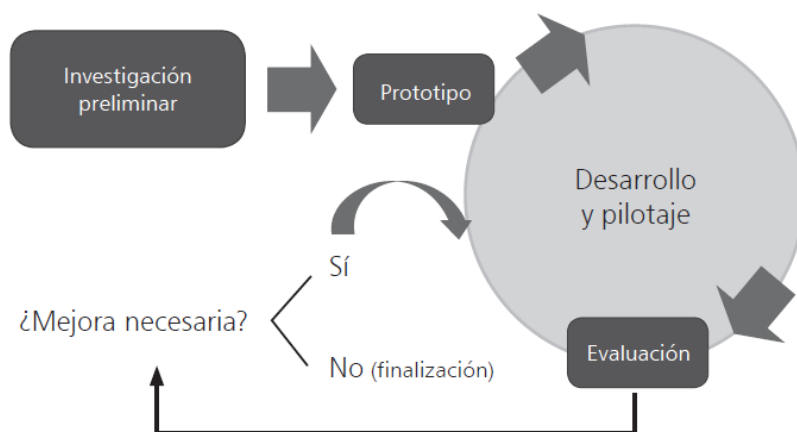 Investigación
preliminar
Prototipo
Desarrollo
y pilotaje
Evaluación
¿Mejora necesaria?
Sí
No (finalización)